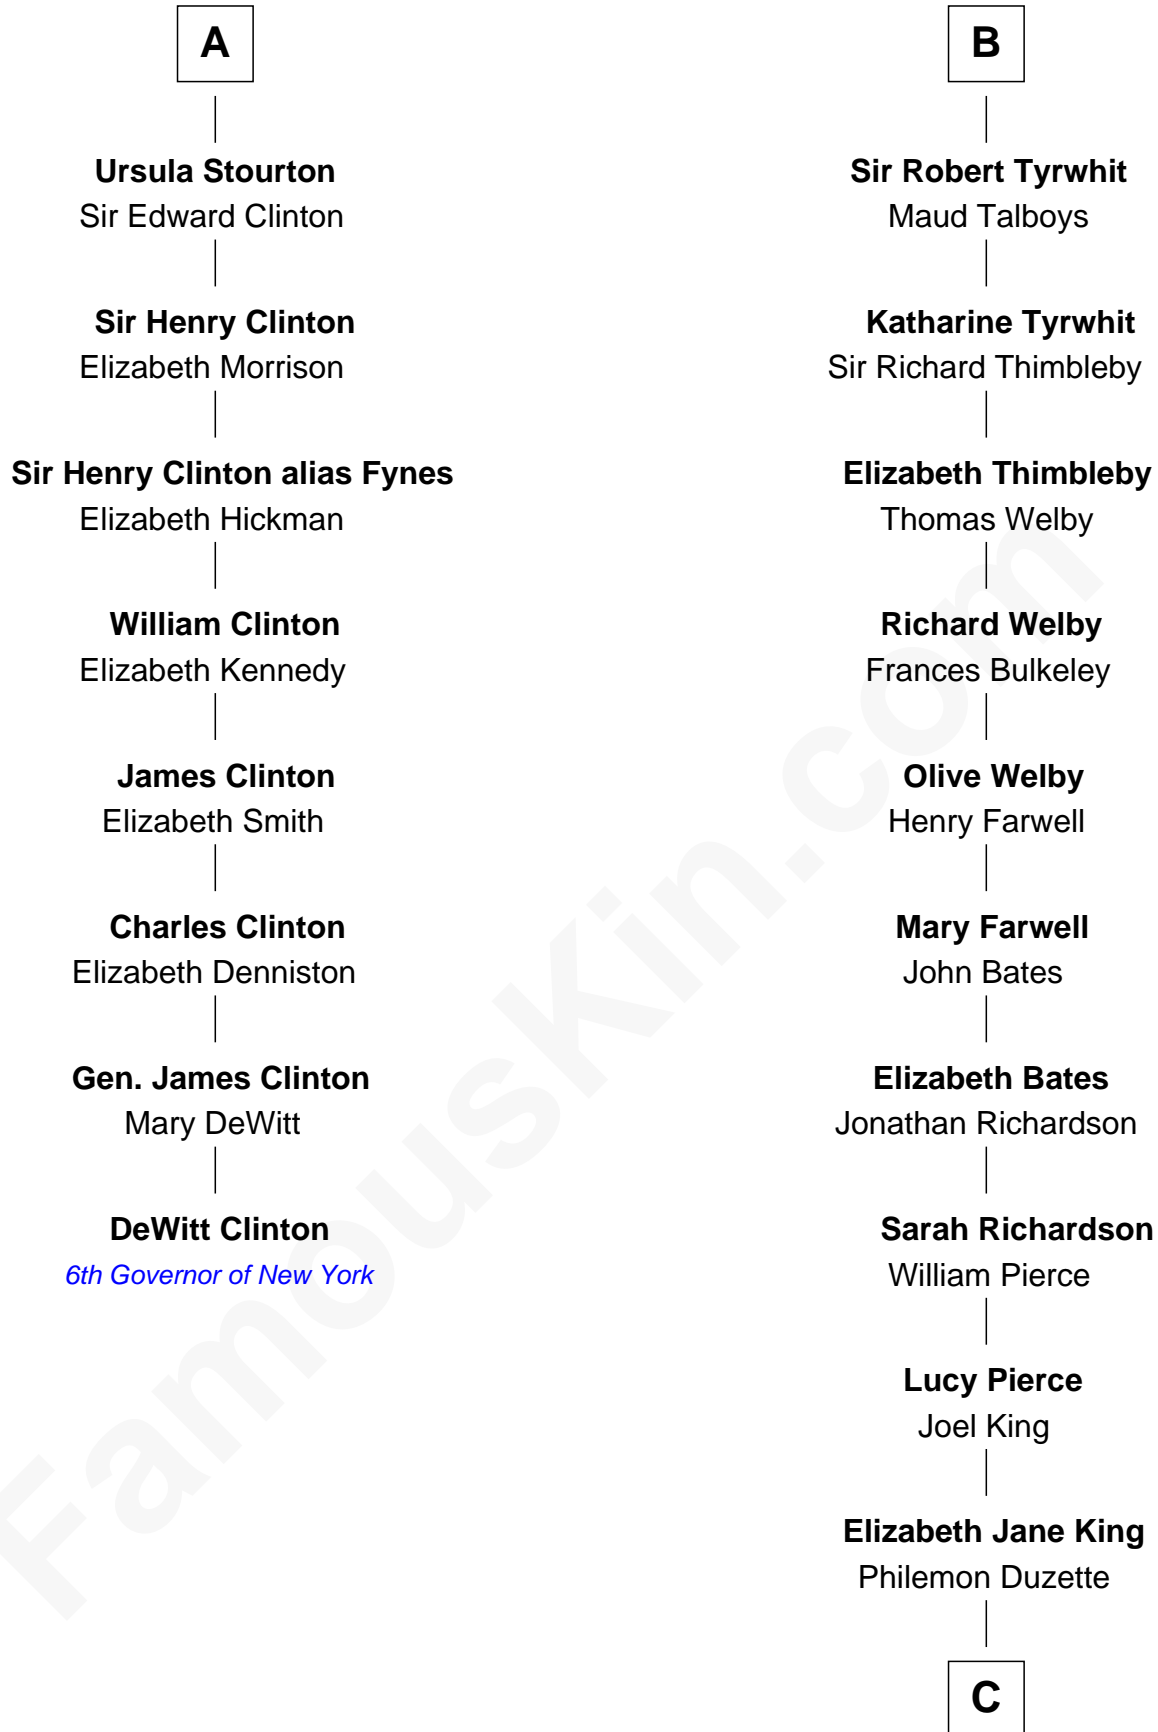 A
Ursula Stourton
Sir Edward Clinton
Sir Henry Clinton
Elizabeth Morrison
Sir Henry Clinton alias Fynes
Elizabeth Hickman
William Clinton
Elizabeth Kennedy
James Clinton
Elizabeth Smith
Charles Clinton
Elizabeth Denniston
Gen. James Clinton
Mary DeWitt
DeWitt Clinton
6th Governor of New York
B
Sir Robert Tyrwhit
Maud Talboys
Katharine Tyrwhit
Sir Richard Thimbleby
Elizabeth Thimbleby
Thomas Welby
Richard Welby
Frances Bulkeley
Olive Welby
Henry Farwell
Mary Farwell
John Bates
Elizabeth Bates
Jonathan Richardson
Sarah Richardson
William Pierce
Lucy Pierce
Joel King
Elizabeth Jane King
Philemon Duzette
C
FamousKin.com